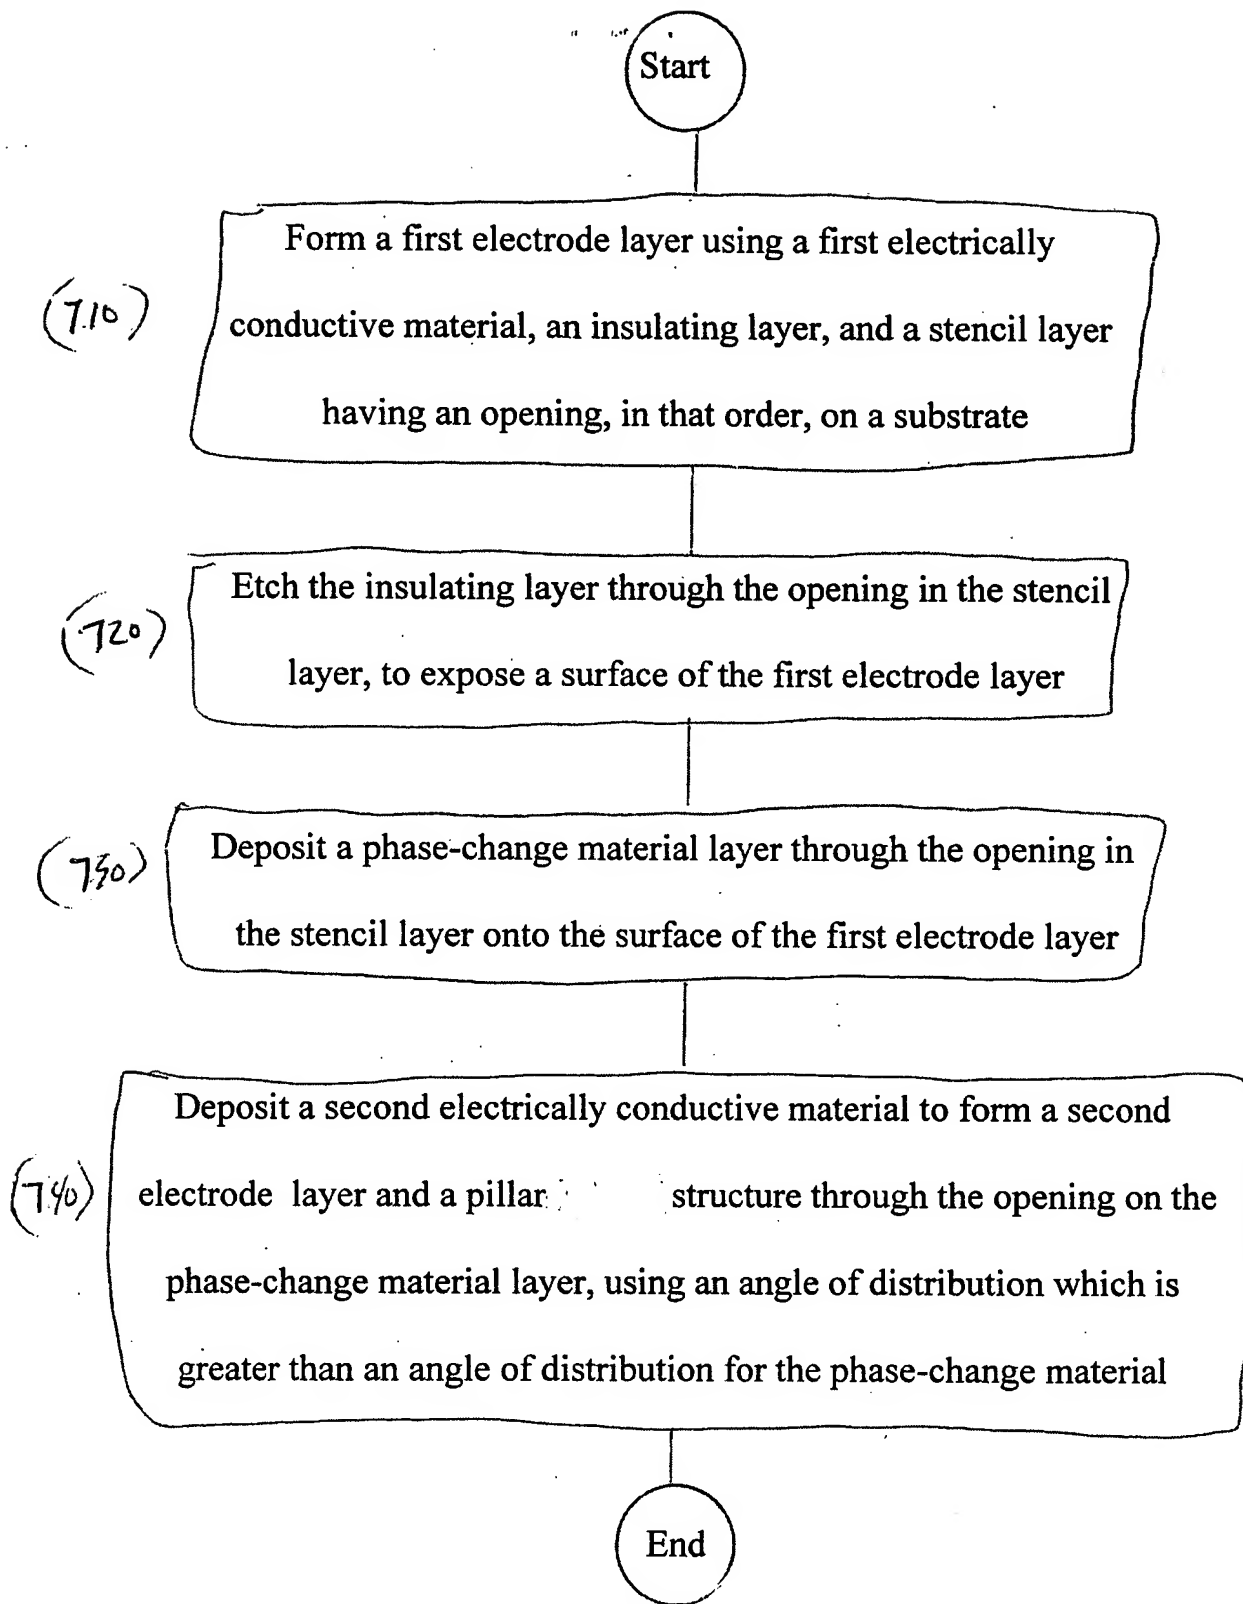 Start
Form a first electrode layer using a first electrically
(710)
conductive material, an insulating layer, and a stencil layer
having an opening, in that order, on a substrate
Etch the insulating layer through the opening in the stencil
(720)
layer, to expose a surface of the first electrode layer
Deposit a phase-change material layer through the opening in
(730)
the stencil layer onto the surface of the first electrode layer
Deposit a second electrically conductive material to form a second
(740)
electrode layer and a pillar structure through the opening on the
phase-change material layer, using an angle of distribution which is
greater than an angle of distribution for the phase-change material
End